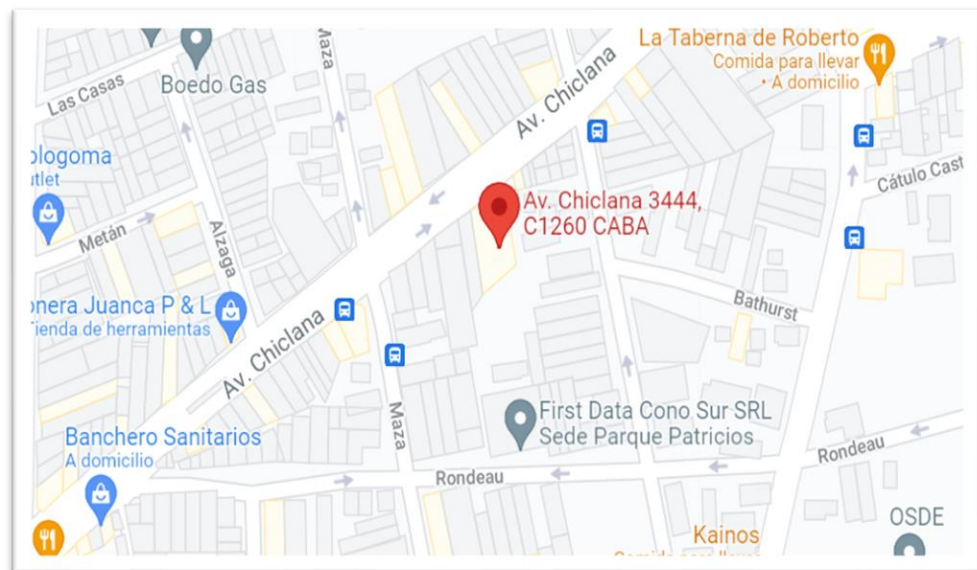 Maza
La Taberna de Roberto
Comida para llevar
• A domicilio
Las Casas
Boedo Gas
Av. Chiclana
ologoma
utlet
Cátulo Cast
Av. Chiclana 3444,
C1260 CABA
Metán
Alzaga
onera Juanca P & L
Tienda de herramientas
Bathurst
Av. Chiclana
Maza
First Data Cono Sur SRL
Sede Parque Patricios
Banchero Sanitarios
A domicilio
Rondeau
Rondeau
OSDE
Kainos